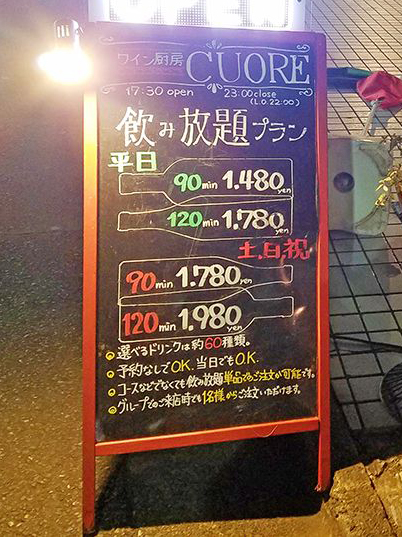 OPEN
ワイン厨房 CUORE
17:30 open 23:00close
(L.O.22:00)
飲み放題プラン
平日
90min 1.480yen
120min 1.780yen
土.日祝
90min 1.780yen
120min 1.980yen
選べるドリンクは約60種類。
予約なしでOK.当日でもOK.
コースなどでなくても飲み放題単品でのご注文が可能です。
グループでのご来店時でも1名様からご注文いただけます。